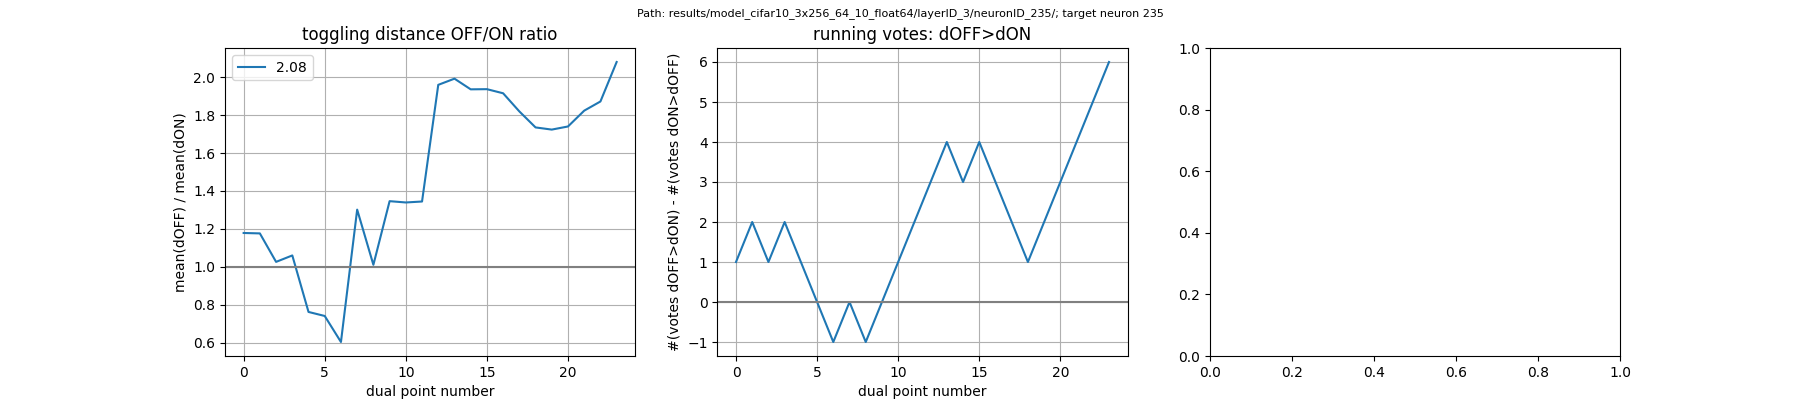 Path: results/model_cifar10_3x256_64_10_float64/layerID_3/neuronID_235/; target neuron 235
toggling distance OFF/ON ratio
mean(dOFF) / mean(dON)
2.08
2.0
1.8
1.6
1.4
1.2
1.0
0.8
0.6
0 5 10 15 20
dual point number
running votes: dOFF>dON
#(votes dOFF>dON) - #(votes dON>dOFF)
6
5
4
3
2
1
0
−1
0 5 10 15 20
dual point number
1.0
0.8
0.6
0.4
0.2
0.0
0.0 0.2 0.4 0.6 0.8 1.0